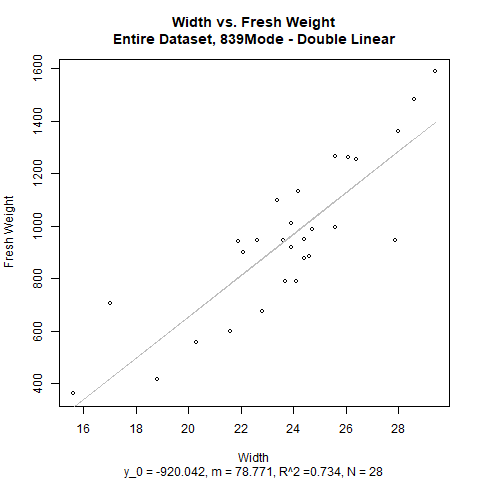 Width vs. Fresh Weight
Entire Dataset, 839Mode - Double Linear
Fresh Weight
1600
1400
1200
1000
800
600
400
16 18 20 22 24 26 28
Width
y_0 = -920.042, m = 78.771, R^2 =0.734, N = 28